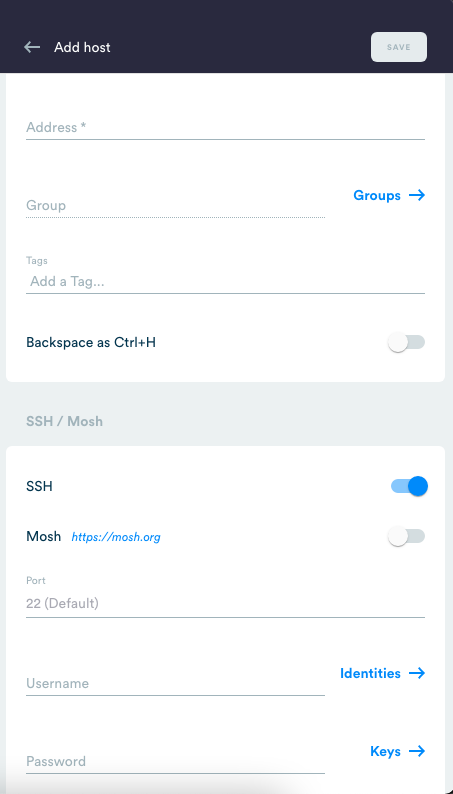 Add host
SAVE
Address *
Groups
Group
Tags
Add a Tag...
Backspace as Ctrl+H
SSH / Mosh
SSH
Mosh https://mosh.org
Port
22 (Default)
Identities
Username
Keys
Password